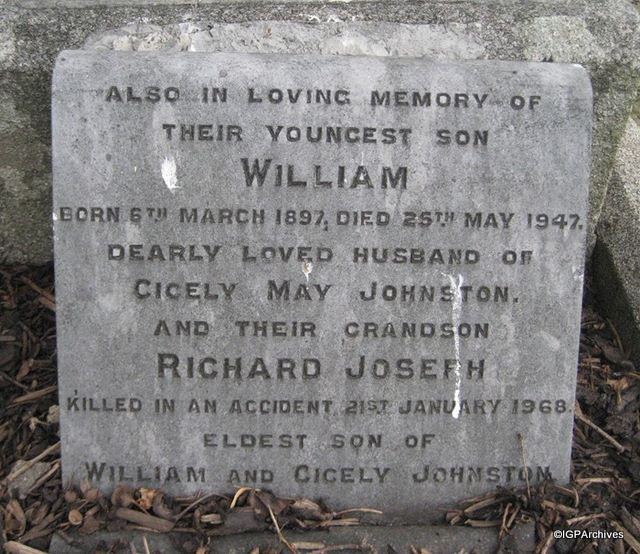 ALSO IN LOVING MEMORY OF
THEIR YOUNGEST SON
WILLIAM
BORN 6TH MARCH 1897, DIED 25TH MAY 1947.
DEARLY LOVED HUSBAND OF
CICELY MAY JOHNSTON.
AND THEIR GRANDSON
RICHARD JOSEPH
KILLED IN AN ACCIDENT 21ST JANUARY 1968.
ELDEST SON OF
WILLIAM AND CICELY JOHNSTON
©IGPArchives